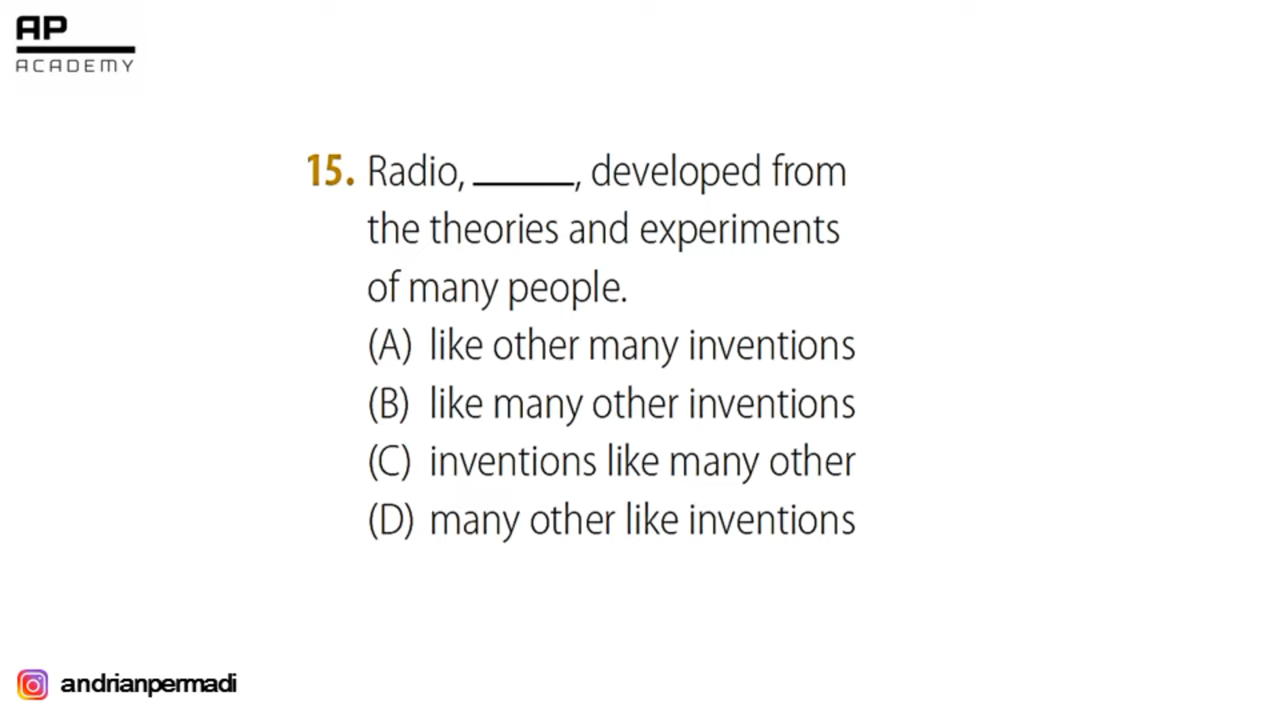 AP
ACADEMY
15. Radio, _____, developed from
the theories and experiments
of many people.
(A) like other many inventions
(B) like many other inventions
(C) inventions like many other
(D) many other like inventions
andrianpermadi